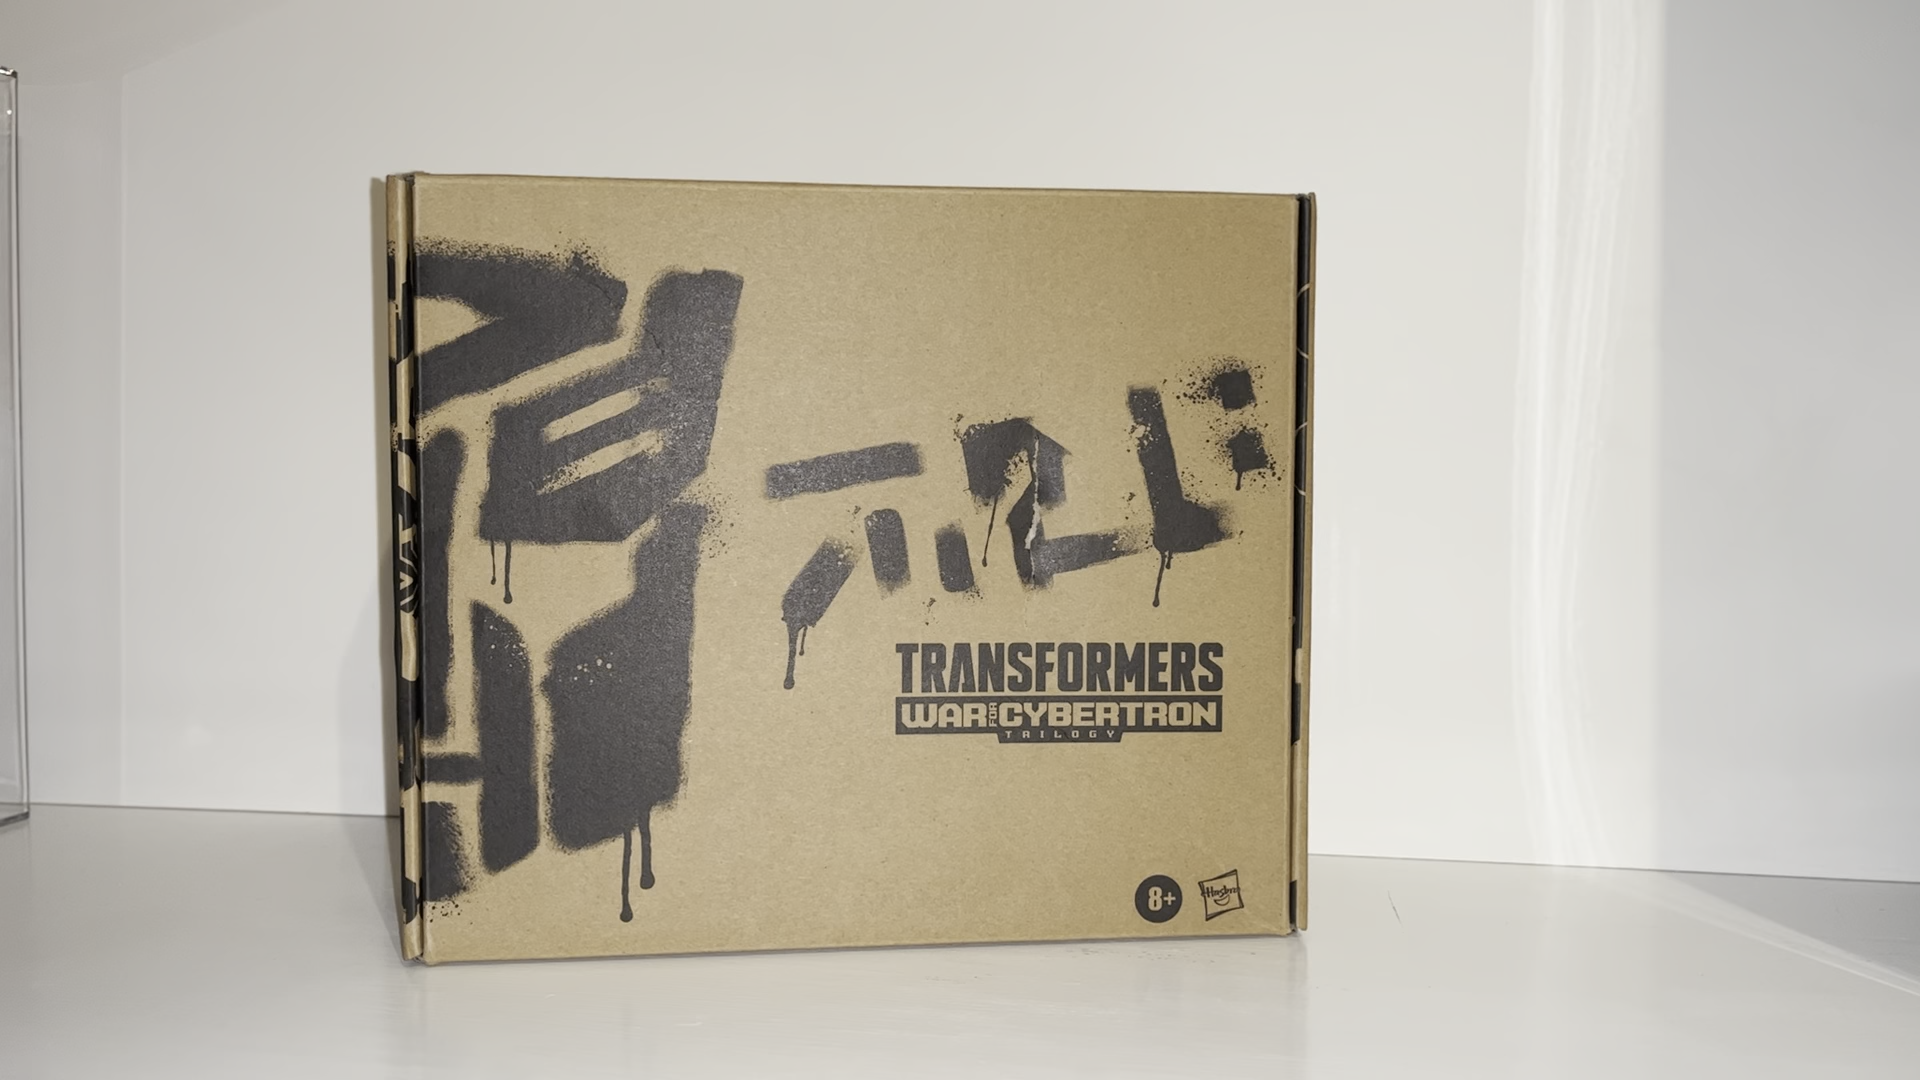 TRANSFORMERS
WAR FOR CYBERTRON
TRILOGY
8+
Hasbro